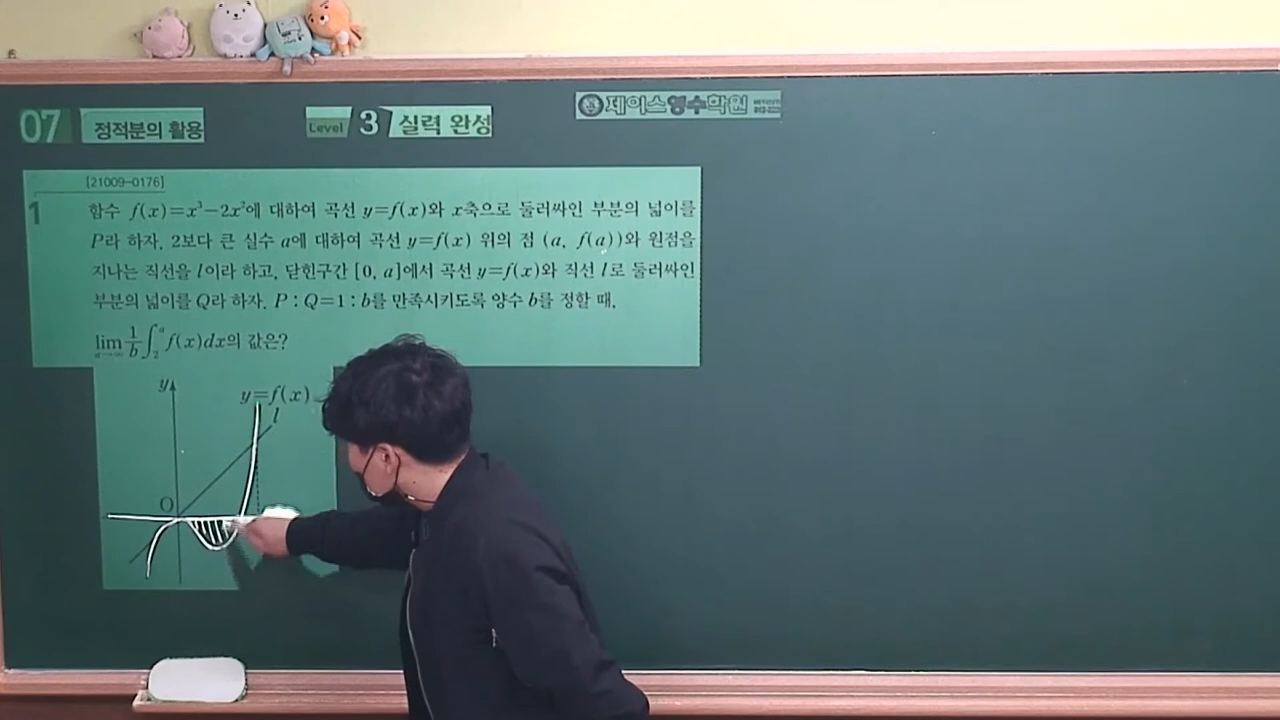 07 정적분의 활용 Level 3 실력 완성
제이스영수학원
[21009-0176]
1 함수 f(x)=x³-2x²에 대하여 곡선 y=f(x)와 x축으로 둘러싸인 부분의 넓이를
P라 하자. 2보다 큰 실수 a에 대하여 곡선 y=f(x) 위의 점 (a, f(a))와 원점을
지나는 직선을 l이라 하고, 닫힌구간 [0, a]에서 곡선 y=f(x)와 직선 l로 둘러싸인
부분의 넓이를 Q라 하자. P : Q=1 : b를 만족시키도록 양수 b를 정할 때,
lim a→∞ 1/b ∫₂ᵃ f(x)dx의 값은?
y
y=f(x)
l
O